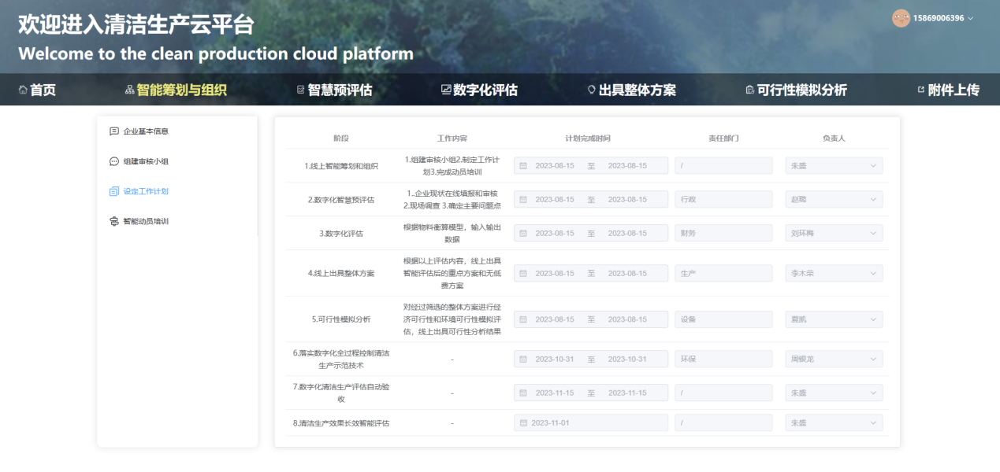 欢迎进入清洁生产云平台
15869006396
Welcome to the clean production cloud platform
首页 智能筹划与组织 智慧预评估 数字化评估 出具整体方案 可行性模拟分析 附件上传
企业基本信息
组建审核小组
设定工作计划
智能动员培训
阶段 工作内容 计划完成时间 责任部门 负责人
1.线上智能筹划和组织
1.组建审核小组2.制定工作计
划3.完成动员培训
2023-08-15 至 2023-08-15 / 朱盛
2.数字化智慧预评估
1..企业现状在线填报和审核
2.现场调查 3.确定主要问题点
2023-08-15 至 2023-08-15 行政 赵璐
3.数字化评估
根据物料衡算模型，输入输出
数据
2023-08-15 至 2023-08-15 财务 刘环梅
4.线上出具整体方案
根据以上评估内容，线上出具
智能评估后的重点方案和无低
费方案
2023-08-15 至 2023-08-15 生产 李木荣
5.可行性模拟分析
对经过筛选的整体方案进行经
济可行性和环境可行性模拟评
估，线上出具可行性分析结果
2023-08-15 至 2023-08-15 设备 夏凯
6.落实数字化全过程控制清洁
生产示范技术
- 2023-10-31 至 2023-10-31 环保 周银龙
7.数字化清洁生产评估自动验
收
- 2023-11-15 至 2023-11-15 / 朱盛
8.清洁生产效果长效智能评估 - 2023-11-01 / 朱盛